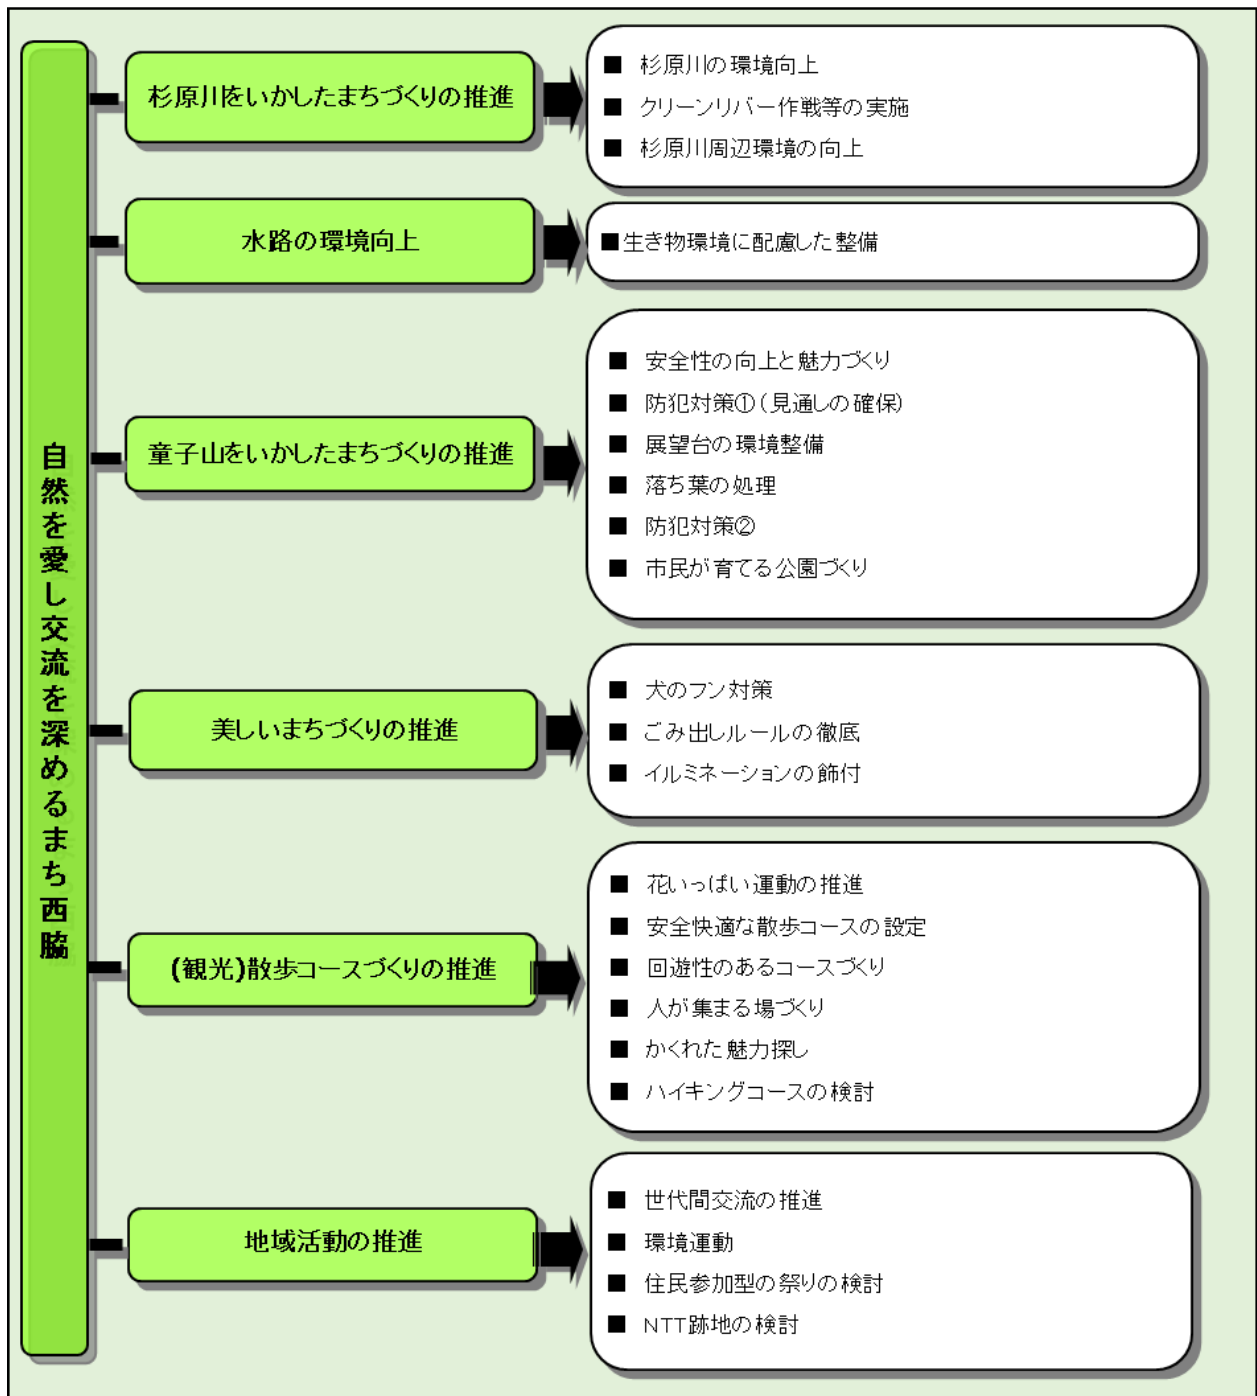 自然を愛し交流を深めるまち西脇
杉原川をいかしたまちづくりの推進
■ 杉原川の環境向上
■ クリーンリバー作戦等の実施
■ 杉原川周辺環境の向上
水路の環境向上
■生き物環境に配慮した整備
童子山をいかしたまちづくりの推進
■ 安全性の向上と魅力づくり
■ 防犯対策①（見通しの確保）
■ 展望台の環境整備
■ 落ち葉の処理
■ 防犯対策②
■ 市民が育てる公園づくり
美しいまちづくりの推進
■ 犬のフン対策
■ ごみ出しルールの徹底
■ イルミネーションの飾付
(観光)散歩コースづくりの推進
■ 花いっぱい運動の推進
■ 安全快適な散歩コースの設定
■ 回遊性のあるコースづくり
■ 人が集まる場づくり
■ かくれた魅力探し
■ ハイキングコースの検討
地域活動の推進
■ 世代間交流の推進
■ 環境運動
■ 住民参加型の祭りの検討
■ NTT跡地の検討